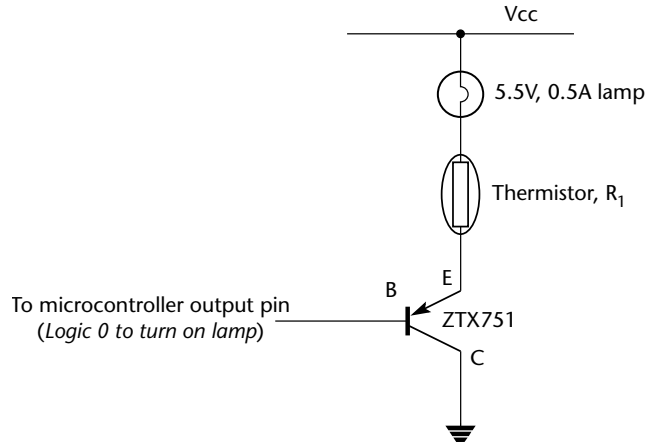 Vcc
5.5V, 0.5A lamp
Thermistor, R1
E
B
To microcontroller output pin
(Logic 0 to turn on lamp)
ZTX751
C